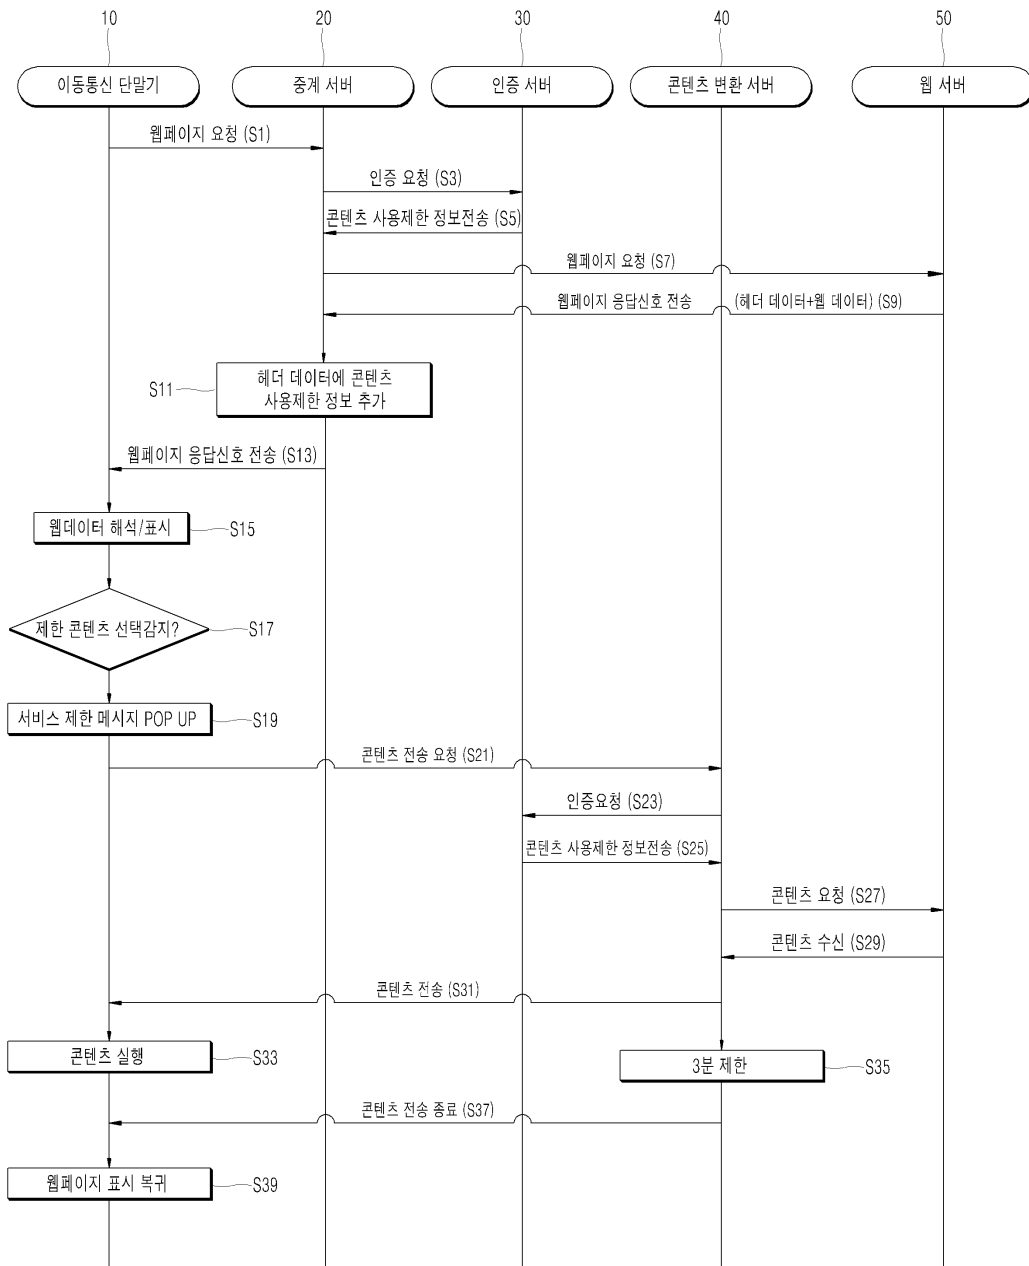 10
20
30
40
50
이동통신 단말기
중계 서버
인증 서버
콘텐츠 변환 서버
웹 서버
웹페이지 요청 (S1)
인증 요청 (S3)
콘텐츠 사용제한 정보전송 (S5)
웹페이지 요청 (S7)
웹페이지 응답신호 전송 (헤더 데이터+웹 데이터) (S9)
S11
헤더 데이터에 콘텐츠
사용제한 정보 추가
웹페이지 응답신호 전송 (S13)
웹데이터 해석/표시
S15
제한 콘텐츠 선택감지?
S17
서비스 제한 메시지 POP UP
S19
콘텐츠 전송 요청 (S21)
인증요청 (S23)
콘텐츠 사용제한 정보전송 (S25)
콘텐츠 요청 (S27)
콘텐츠 수신 (S29)
콘텐츠 전송 (S31)
콘텐츠 실행
S33
3분 제한
S35
콘텐츠 전송 종료 (S37)
웹페이지 표시 복귀
S39